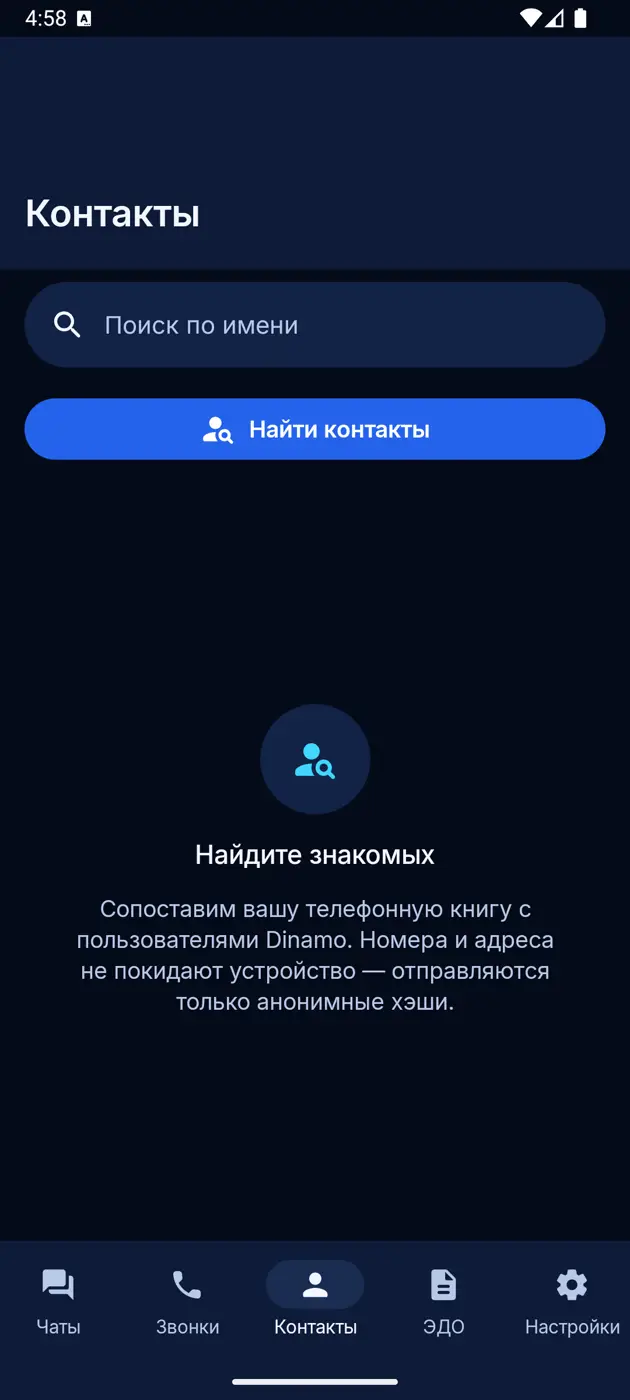 4:58
A
Контакты
Поиск по имени
Найти контакты
Найдите знакомых
Сопоставим вашу телефонную книгу с
пользователями Dinamo. Номера и адреса
не покидают устройство — отправляются
только анонимные хэши.
Чаты Звонки Контакты ЭДО Настройки